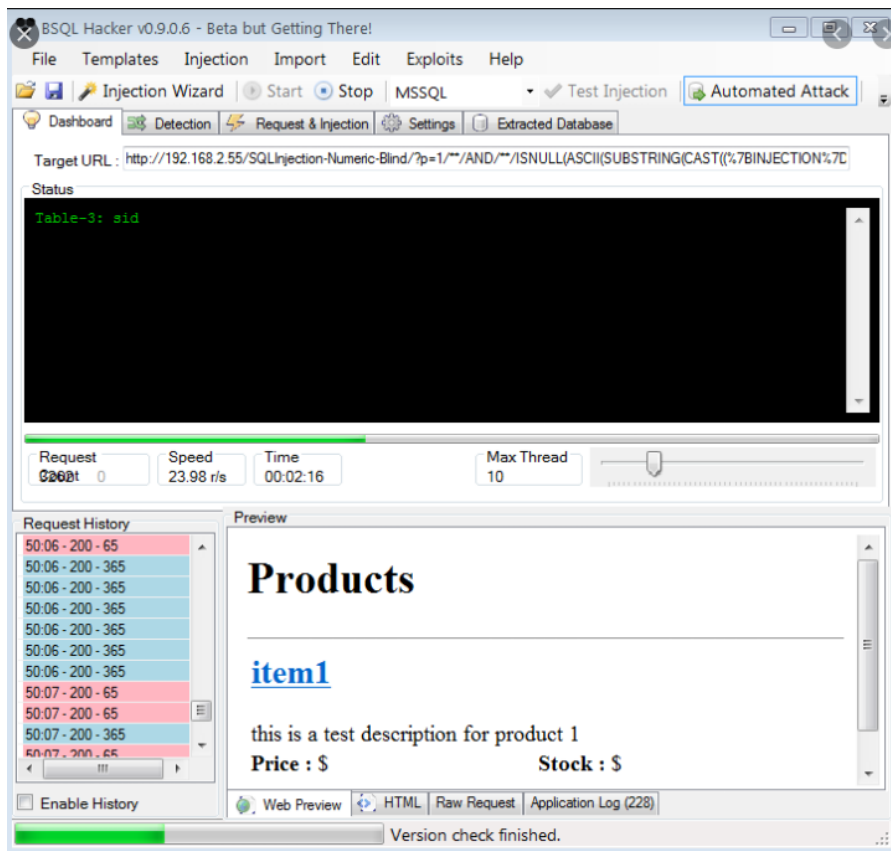 BSQL Hacker v0.9.0.6 - Beta but Getting There!
File Templates Injection Import Edit Exploits Help
Injection Wizard Start Stop MSSQL Test Injection Automated Attack
Dashboard Detection Request & Injection Settings Extracted Database
Target URL : http://192.168.2.55/SQLInjection-Numeric-Blind/?p=1/**/AND/**/ISNULL(ASCII(SUBSTRING(CAST((%7BINJECTION%7D
Status
Table-3: sid
Request Speed Time Max Thread
Count 0 23.98 r/s 00:02:16 10
Request History Preview
50:06 - 200 - 65
50:06 - 200 - 365
50:06 - 200 - 365
50:06 - 200 - 365
50:06 - 200 - 365
50:06 - 200 - 365
50:06 - 200 - 365
50:07 - 200 - 65
50:07 - 200 - 65
50:07 - 200 - 365
50:07 - 200 - 65
Products
item1
this is a test description for product 1
Price : $ Stock : $
Enable History
Web Preview HTML Raw Request Application Log (228)
Version check finished.